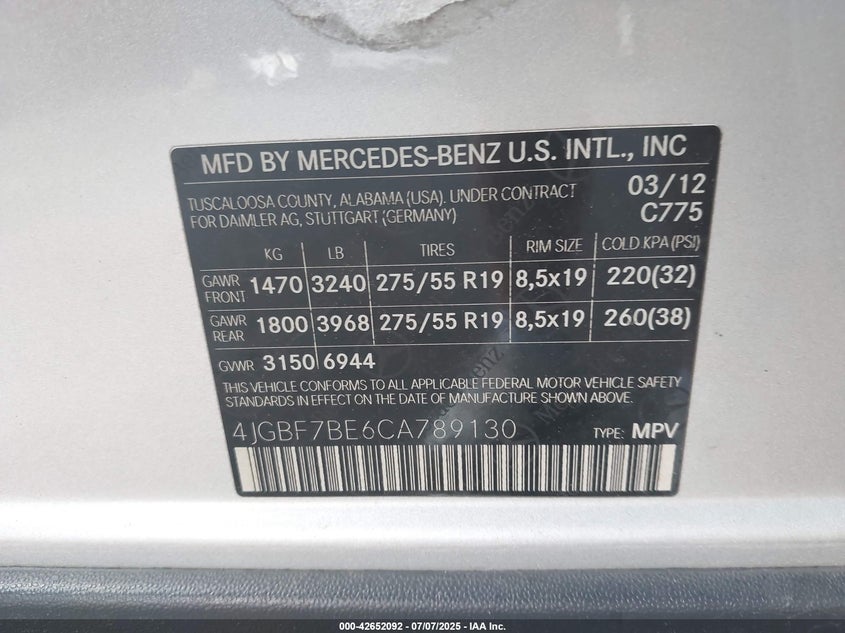 MFD BY MERCEDES-BENZ U.S. INTL., INC
TUSCALOOSA COUNTY, ALABAMA (USA). UNDER CONTRACT 03/12
FOR DAIMLER AG, STUTTGART (GERMANY) C775
KG LB TIRES RIM SIZE COLD KPA (PSI)
GAWR FRONT 1470 3240 275/55 R19 8,5x19 220(32)
GAWR REAR 1800 3968 275/55 R19 8,5x19 260(38)
GVWR 3150 6944
THIS VEHICLE CONFORMS TO ALL APPLICABLE FEDERAL MOTOR VEHICLE SAFETY
STANDARDS IN EFFECT ON THE DATE OF MANUFACTURE SHOWN ABOVE.
4JGBF7BE6CA789130 TYPE: MPV
000-42652092 / 07/07/2025 - IAA Inc.